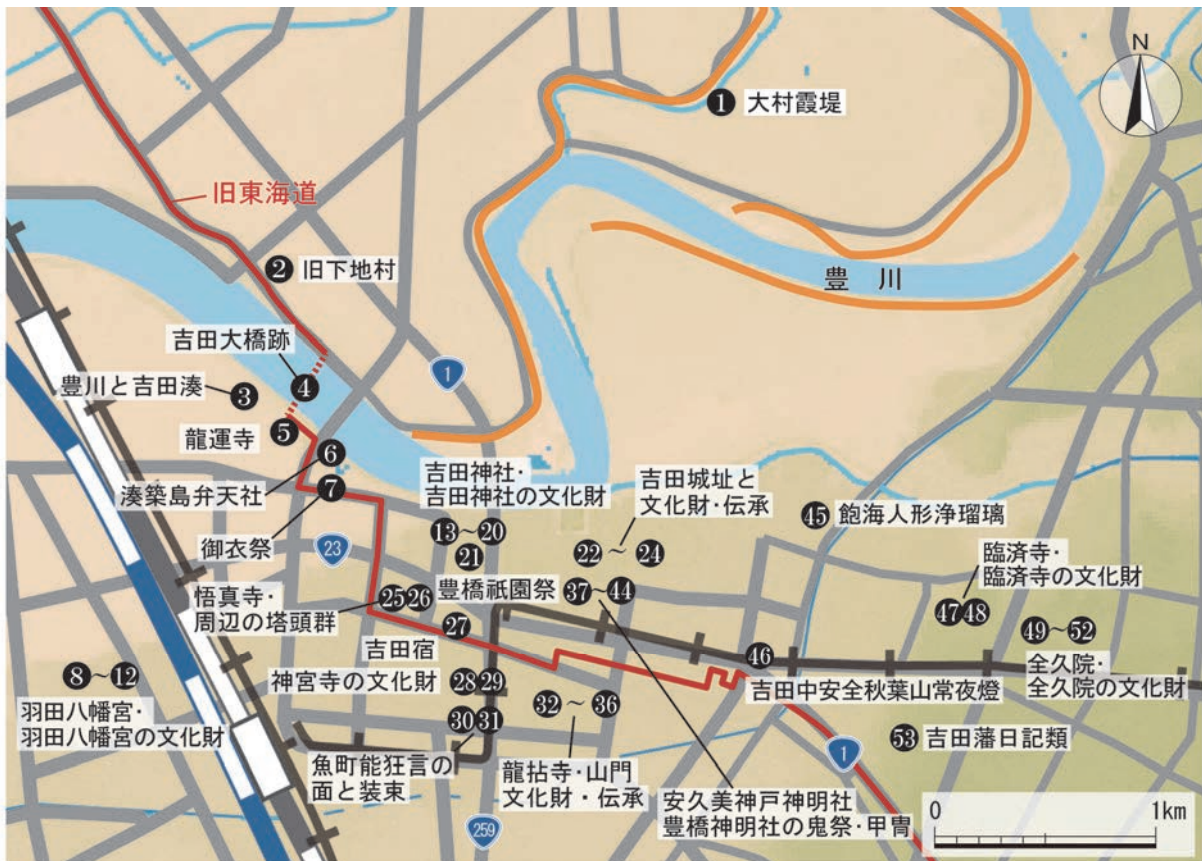 N
❶ 大村霞堤
旧東海道
❷ 旧下地村
豊 川
吉田大橋跡
❹
1
豊川と吉田湊 ❸
❺
龍運寺
❻
湊築島弁天社
❼
御衣祭
23
吉田神社・
吉田神社の文化財
⓭～⓴
㉑
吉田城址と
文化財・伝承
㉒～㉔
㊺ 飽海人形浄瑠璃
臨済寺・
臨済寺の文化財
㊼㊽
悟真寺・
周辺の塔頭群
㉕㉖
豊橋祇園祭
㊲～㊹
㉗
吉田宿
㊾～52
全久院・
全久院の文化財
㊻
吉田中安全秋葉山常夜燈
❽～⓬
羽田八幡宮・
羽田八幡宮の文化財
神宮寺の文化財 ㉘㉙
㉚㉛
魚町能狂言の
面と装束
㉜～㊱
龍拈寺・山門
文化財・伝承
安久美神戸神明社
豊橋神明社の鬼祭・甲冑
53 吉田藩日記類
1
259
0 1km